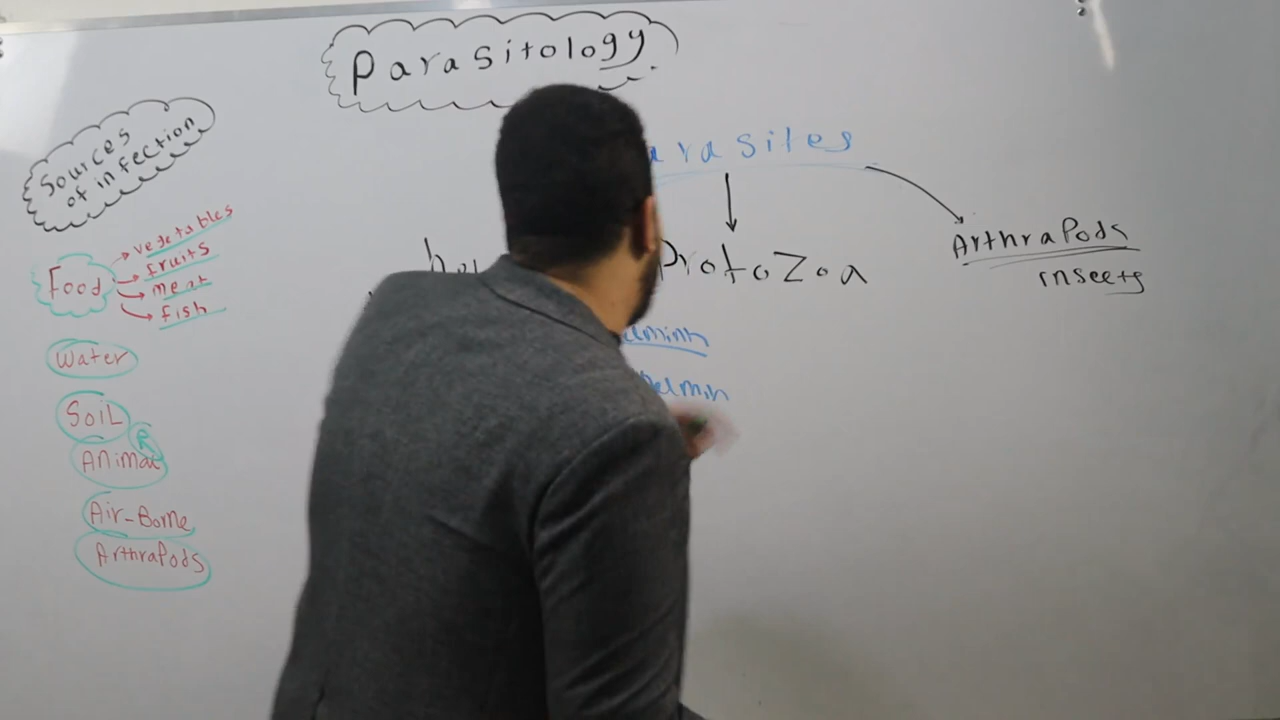 Parasitology
Sources
of infection
Food
vegetables
fruits
meat
fish
Water
Soil
Animal
Air-Borne
ArthraPods
ProtoZoa
ArthraPods
insects